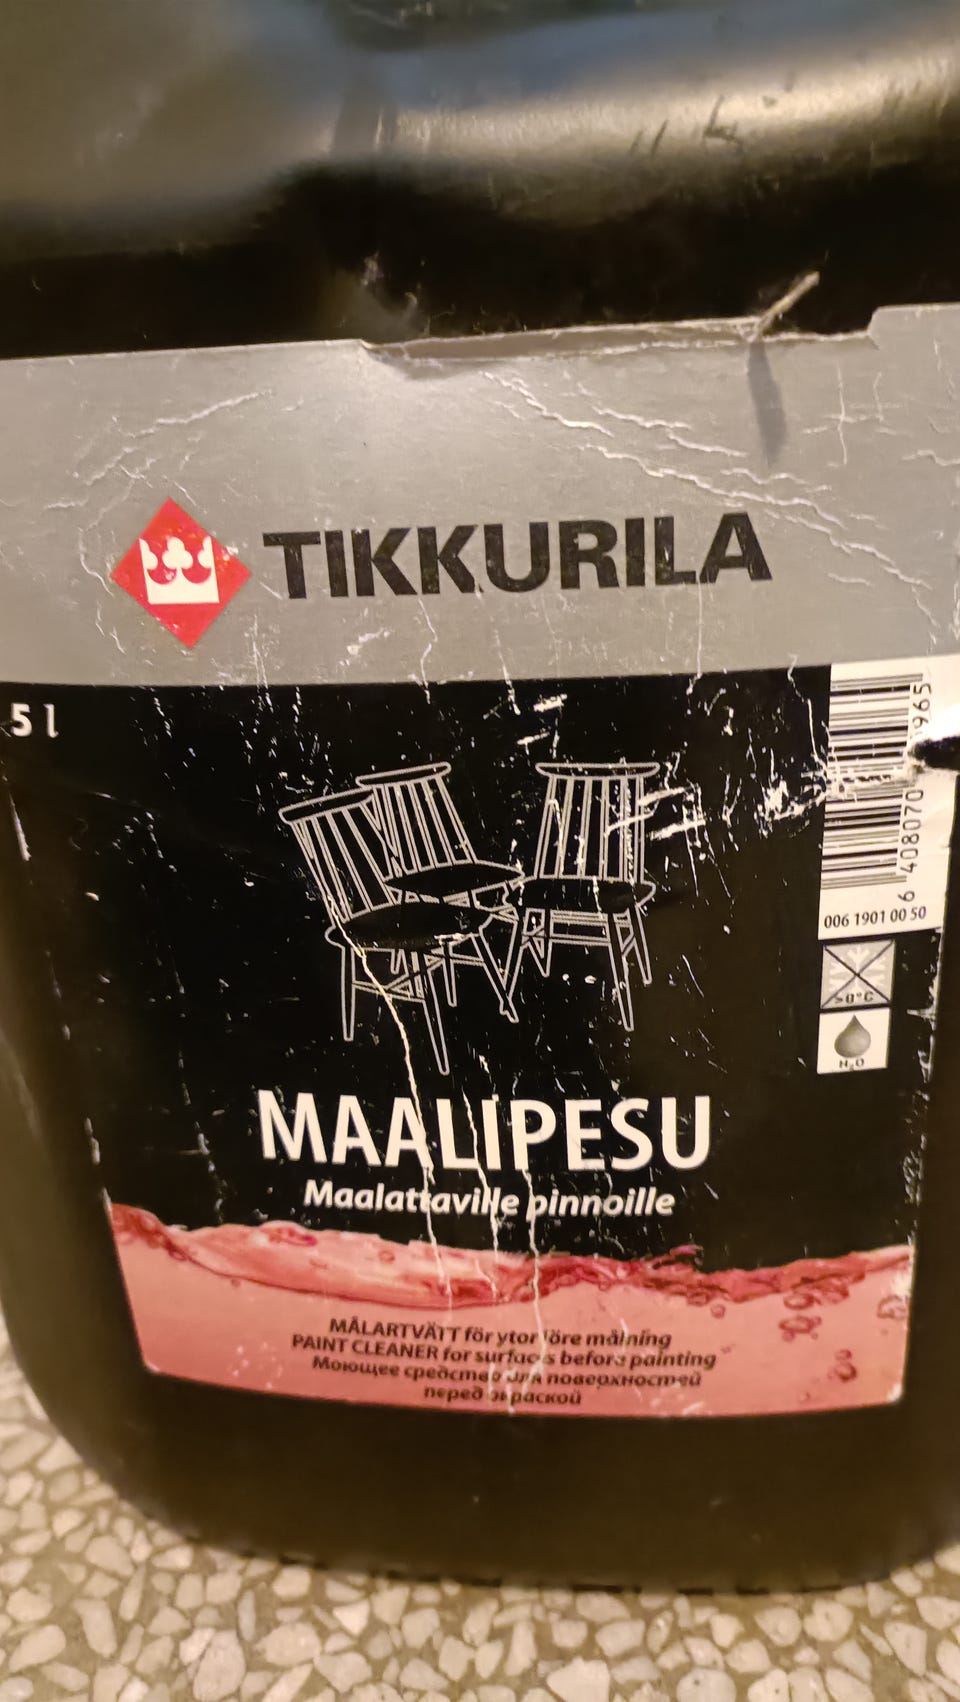 TIKKURILA
5 l
965
6 408070
006 1901 00 50
>0°C
H₂O
MAALIPESU
Maalattaville pinnoille
MÅLARTVÄTT för ytor före målning
PAINT CLEANER for surfaces before painting
Моющее средство для поверхностей
перед окраской